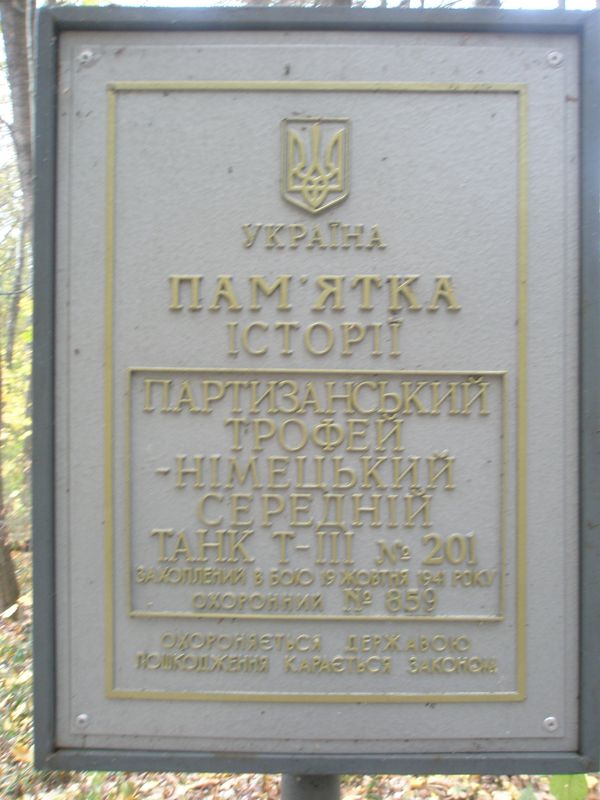 УКРАЇНА
ПАМ'ЯТКА
ІСТОРІЇ
ПАРТИЗАНСЬКИЙ
ТРОФЕЙ
-НІМЕЦЬКИЙ
СЕРЕДНІЙ
ТАНК Т-ІІІ № 201
ЗАХОПЛЕНИЙ В БОЮ 19 ЖОВТНЯ 1941 РОКУ
ОХОРОННИЙ № 859
ОХОРОНЯЄТЬСЯ ДЕРЖАВОЮ
ПОШКОДЖЕННЯ КАРАЄТЬСЯ ЗАКОНОМ